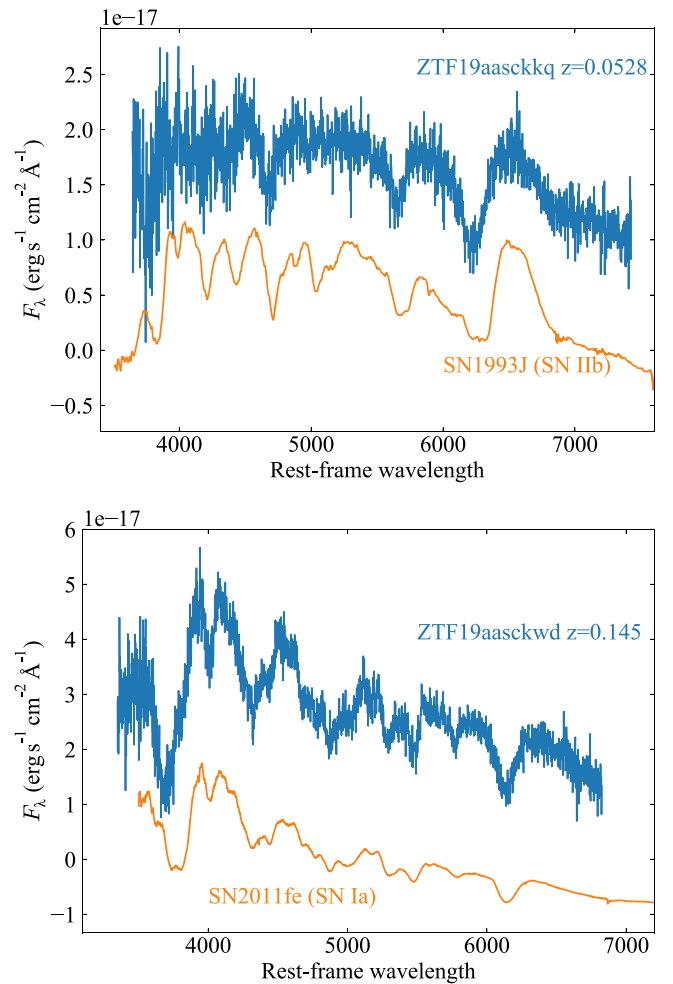 1e−17
ZTF19aasckkq z=0.0528
2.5
2.0
1.5
1.0
0.5
0.0
−0.5
F_λ (erg s⁻¹ cm⁻² Å⁻¹)
SN1993J (SN IIb)
4000 5000 6000 7000
Rest-frame wavelength
1e−17
6
5
4
3
2
1
0
−1
F_λ (erg s⁻¹ cm⁻² Å⁻¹)
ZTF19aasckwd z=0.145
SN2011fe (SN Ia)
4000 5000 6000 7000
Rest-frame wavelength